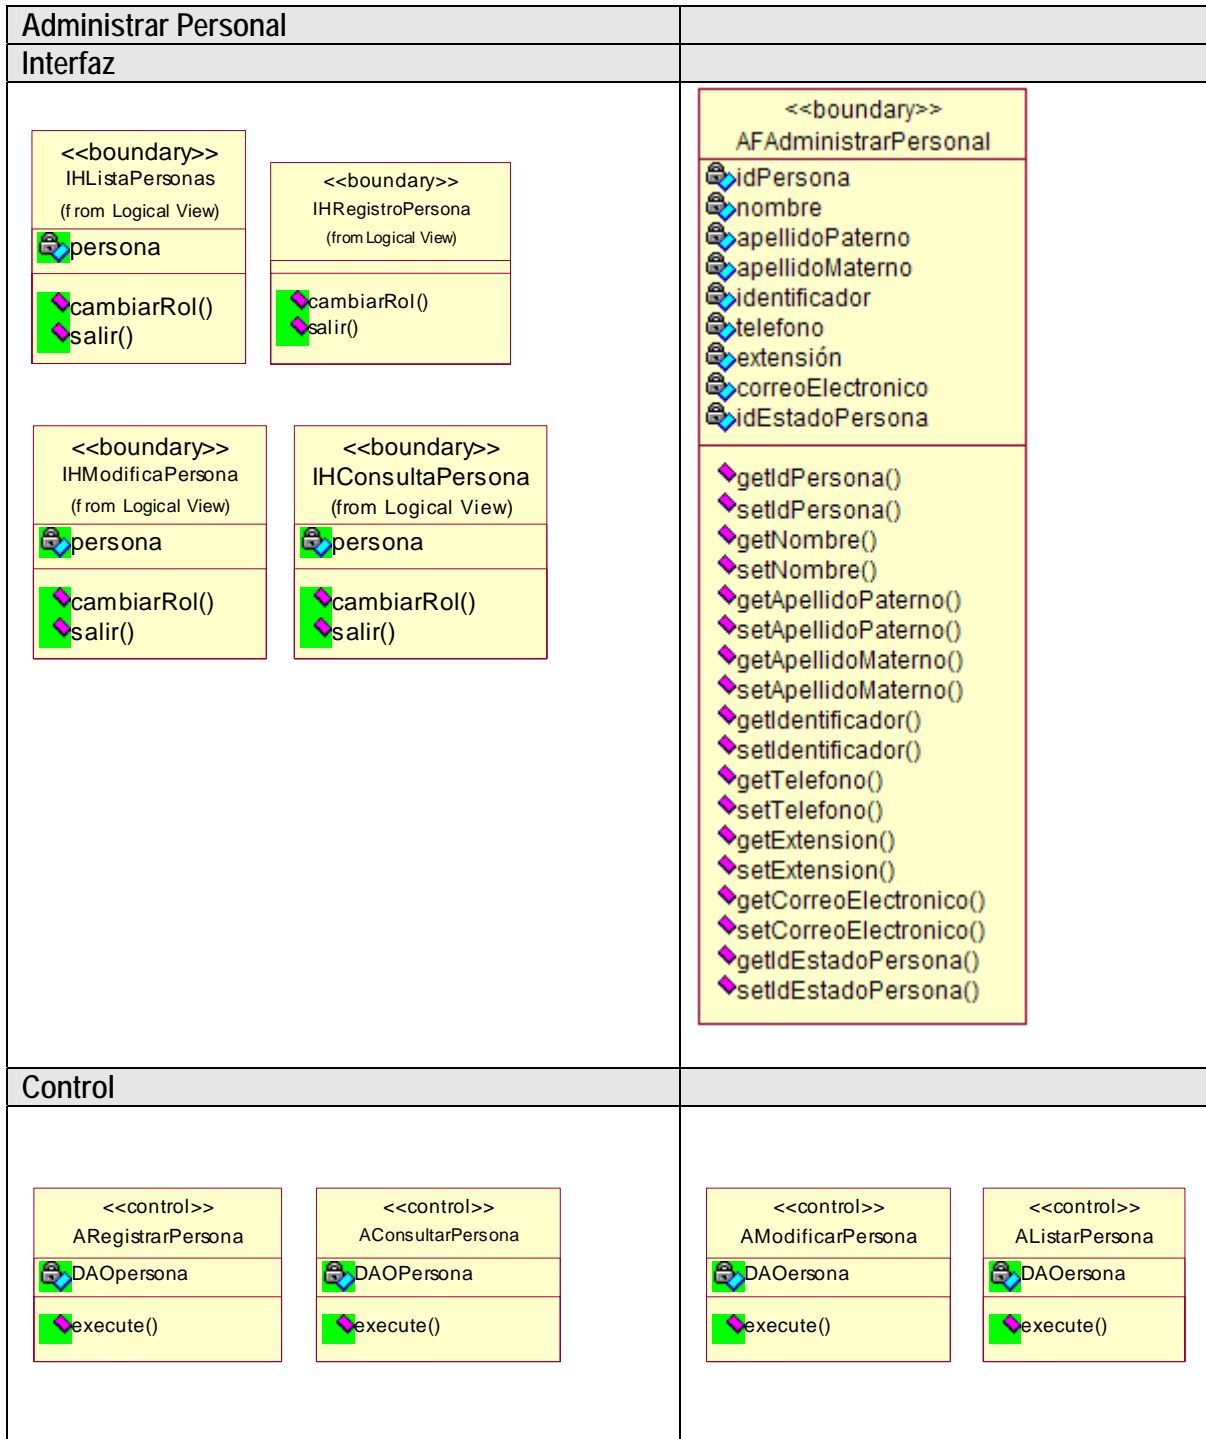 Administrar Personal
Interfaz
<<boundary>>
IHListaPersonas
(from Logical View)
persona
cambiarRol()
salir()
<<boundary>>
IHRegistroPersona
(from Logical View)
cambiarRol()
salir()
<<boundary>>
IHModificaPersona
(from Logical View)
persona
cambiarRol()
salir()
<<boundary>>
IHConsultaPersona
(from Logical View)
persona
cambiarRol()
salir()
<<boundary>>
AFAdministrarPersonal
idPersona
nombre
apellidoPaterno
apellidoMaterno
identificador
telefono
extensión
correoElectronico
idEstadoPersona
getIdPersona()
setIdPersona()
getNombre()
setNombre()
getApellidoPaterno()
setApellidoPaterno()
getApellidoMaterno()
setApellidoMaterno()
getIdentificador()
setIdentificador()
getTelefono()
setTelefono()
getExtension()
setExtension()
getCorreoElectronico()
setCorreoElectronico()
getIdEstadoPersona()
setIdEstadoPersona()
Control
<<control>>
ARegistrarPersona
DAOpersona
execute()
<<control>>
AConsultarPersona
DAOPersona
execute()
<<control>>
AModificarPersona
DAOersona
execute()
<<control>>
AListarPersona
DAOersona
execute()